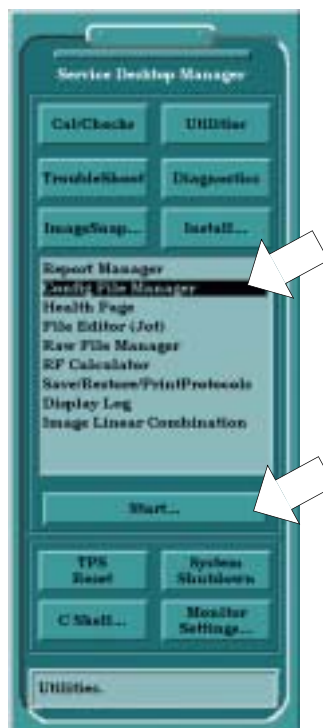 Service Desktop Manager
Cal/Checks
Utilities
TroubleShoot
Diagnostics
ImageSnap...
Install...
Report Manager
Config File Manager
Health Page
File Editor (Jot)
Raw File Manager
RF Calculator
Save/Restore/PrintProtocols
Display Log
Image Linear Combination
Start...
TPS
Reset
System
Shutdown
C Shell...
Monitor
Settings...
Utilities.